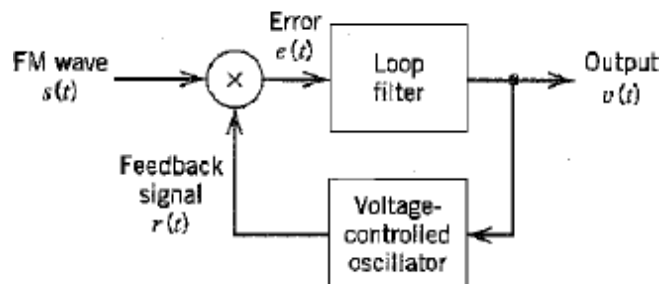 Error
e(t)
FM wave
s(t)
×
Loop
filter
Output
v(t)
Feedback
signal
r(t)
Voltage-
controlled
oscillator